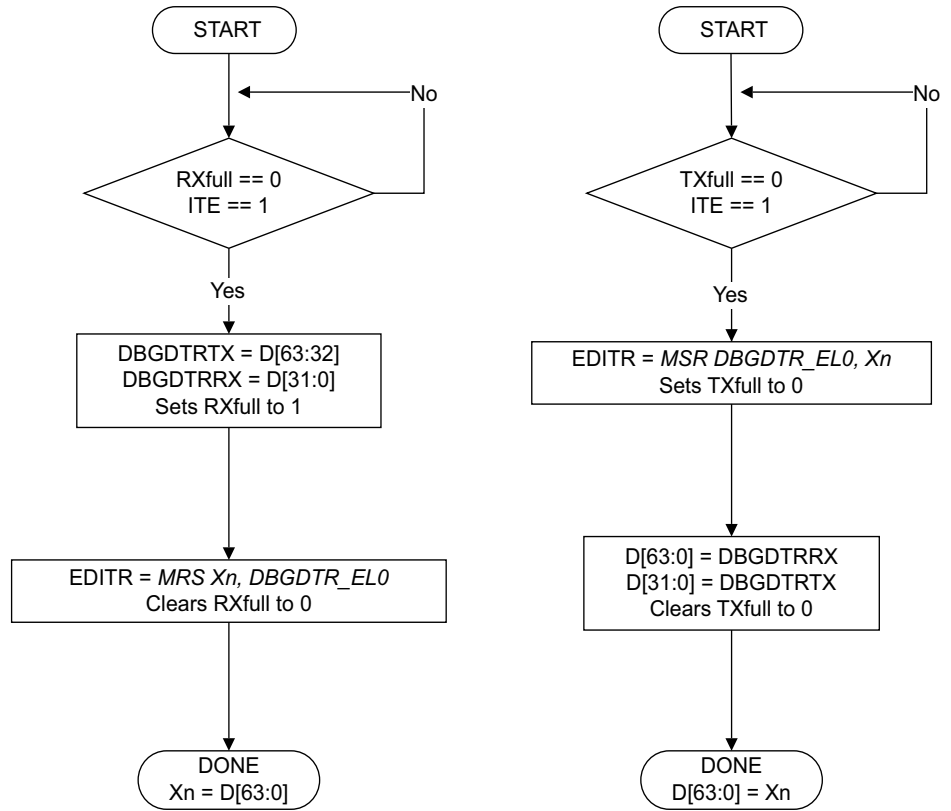 START
No
RXfull == 0
ITE == 1
Yes
DBGDTRTX = D[63:32]
DBGDTRRX = D[31:0]
Sets RXfull to 1
EDITR = MRS Xn, DBGDTR_EL0
Clears RXfull to 0
DONE
Xn = D[63:0]
START
No
TXfull == 0
ITE == 1
Yes
EDITR = MSR DBGDTR_EL0, Xn
Sets TXfull to 0
D[63:0] = DBGDTRRX
D[31:0] = DBGDTRTX
Clears TXfull to 0
DONE
D[63:0] = Xn